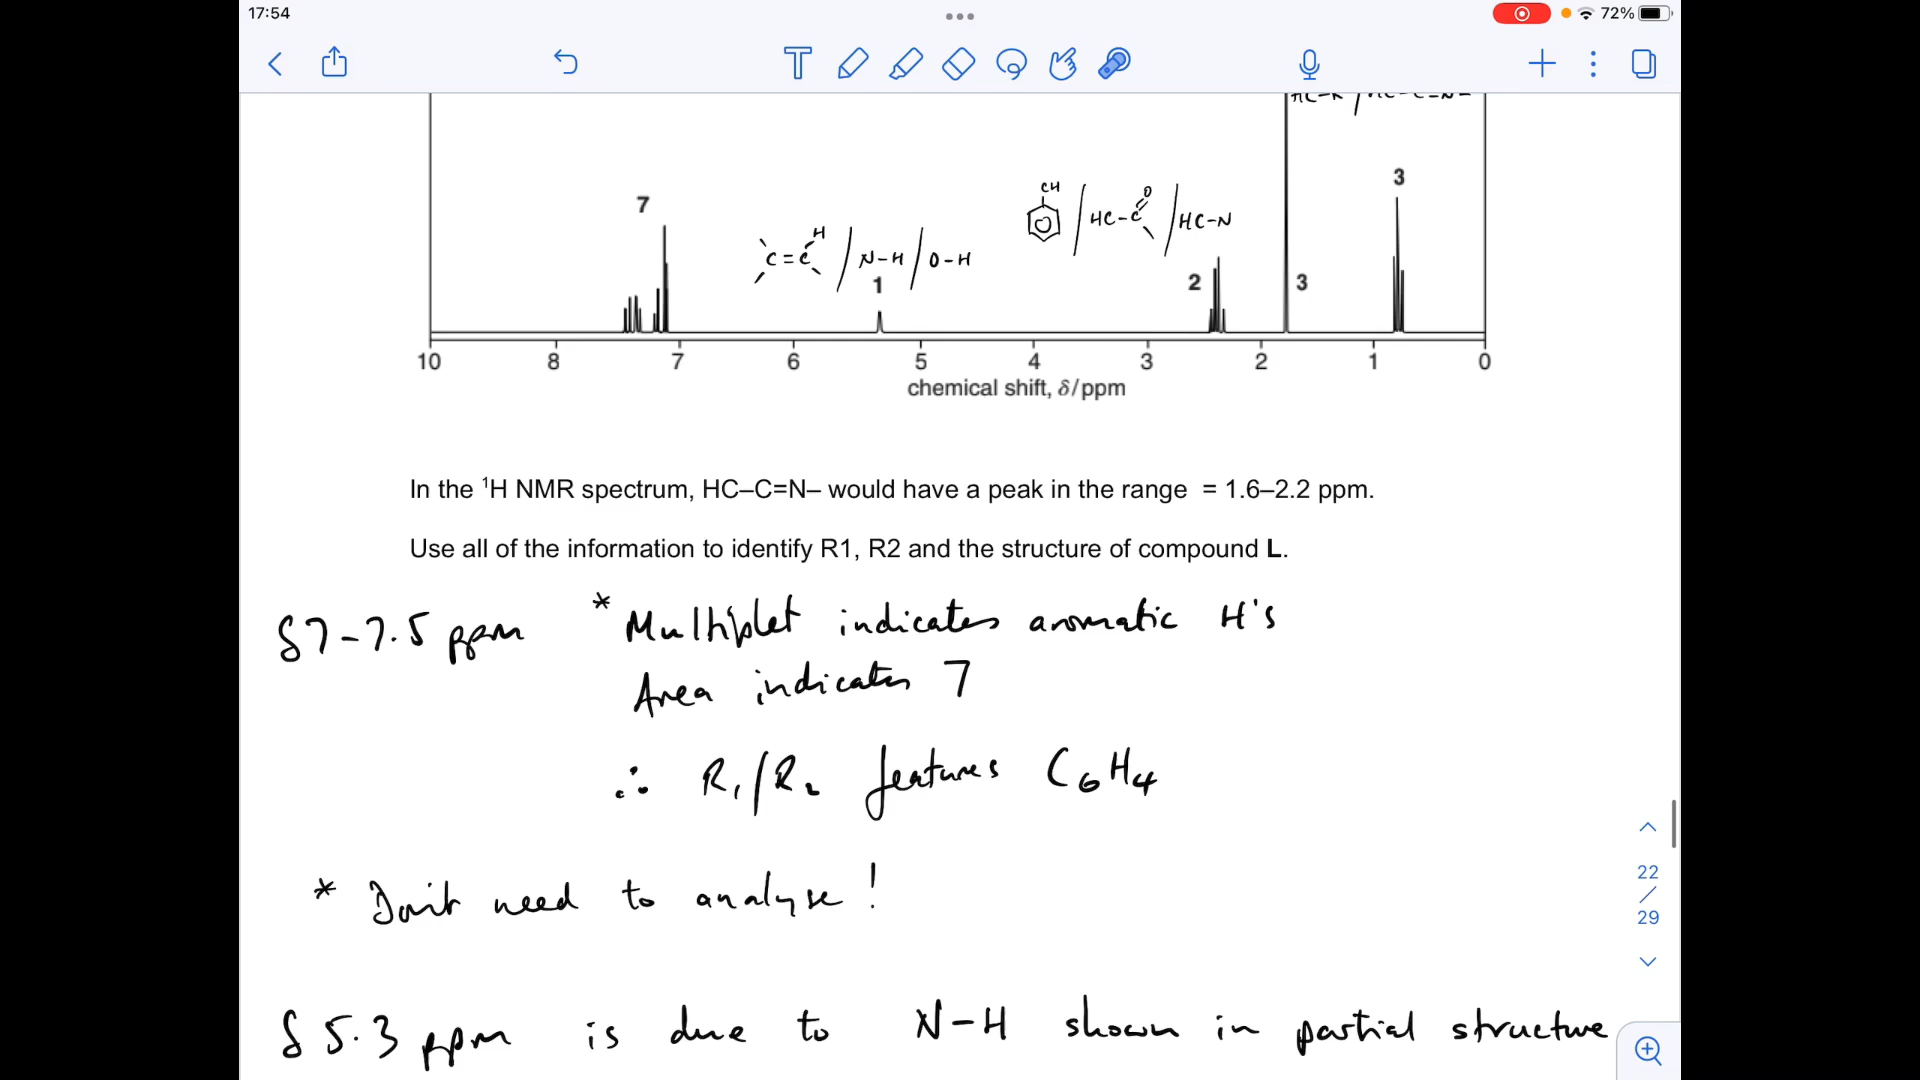 17:54
72%
HC-R / HC-C=N-
7
3
CH
O
HC-C
HC-N
H
C=C
N-H
O-H
1
2
3
10 8 7 6 5 4 3 2 1 0
chemical shift, δ/ppm
In the ¹H NMR spectrum, HC–C=N– would have a peak in the range = 1.6–2.2 ppm.
Use all of the information to identify R1, R2 and the structure of compound L.
δ 7-7.5 ppm * Multiplet indicates aromatic H's
Area indicates 7
∴ R₁/R₂ features C₆H₄
* Don't need to analyse!
22
/
29
δ 5.3 ppm is due to N-H shown in partial structure